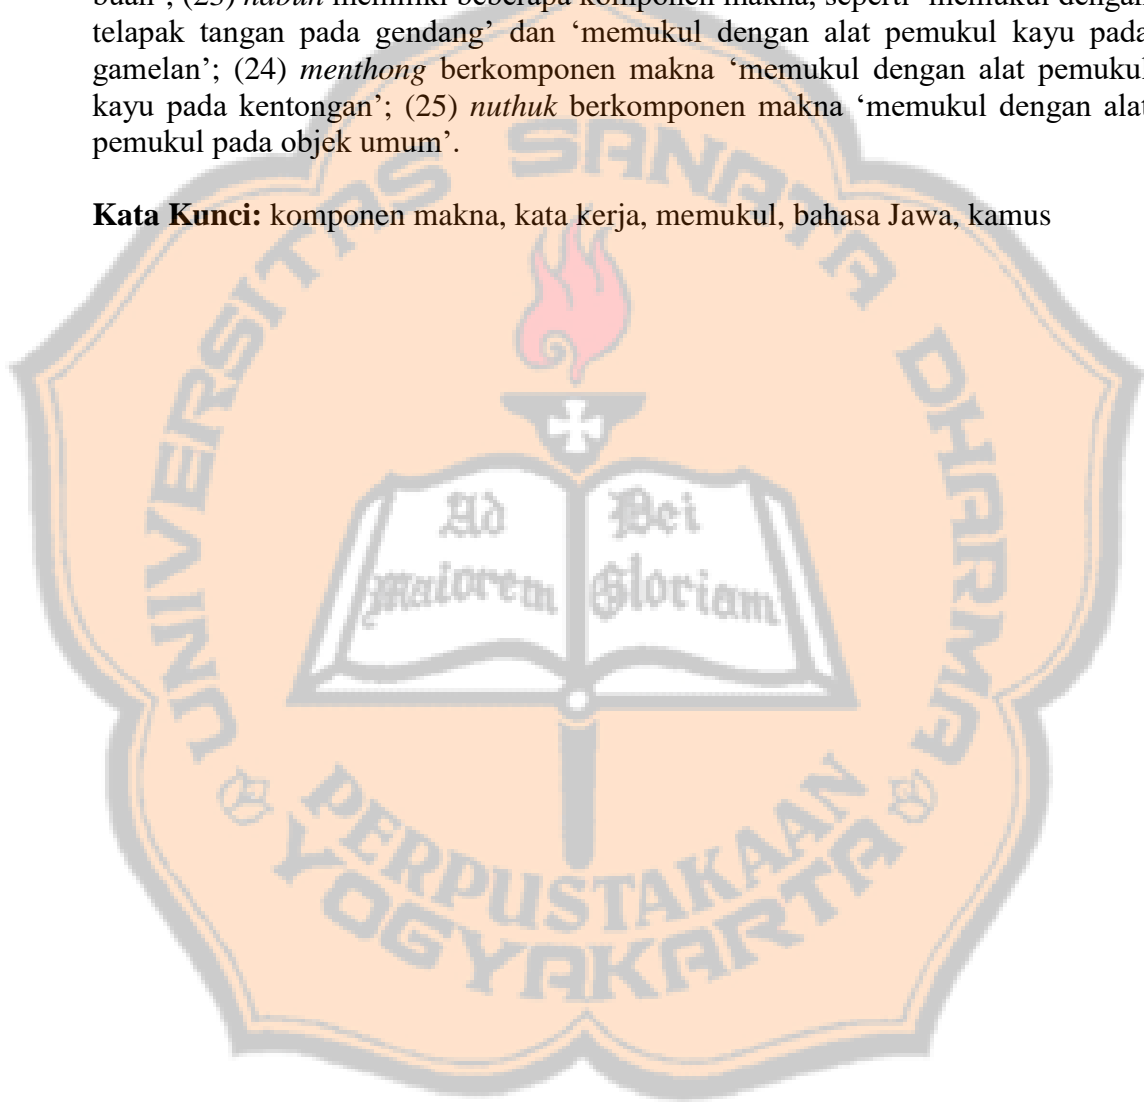 buah’; (23) nabuh memiliki beberapa komponen makna, seperti ‘memukul dengan
telapak tangan pada gendang’ dan ‘memukul dengan alat pemukul kayu pada
gamelan’; (24) menthong berkomponen makna ‘memukul dengan alat pemukul
kayu pada kentongan’; (25) nuthuk berkomponen makna ‘memukul dengan alat
pemukul pada objek umum’.
Kata Kunci: komponen makna, kata kerja, memukul, bahasa Jawa, kamus
UNIVERSITAS SANATA DHARMA
Ad Dei
maiorem Gloriam
PERPUSTAKAAN
YOGYAKARTA